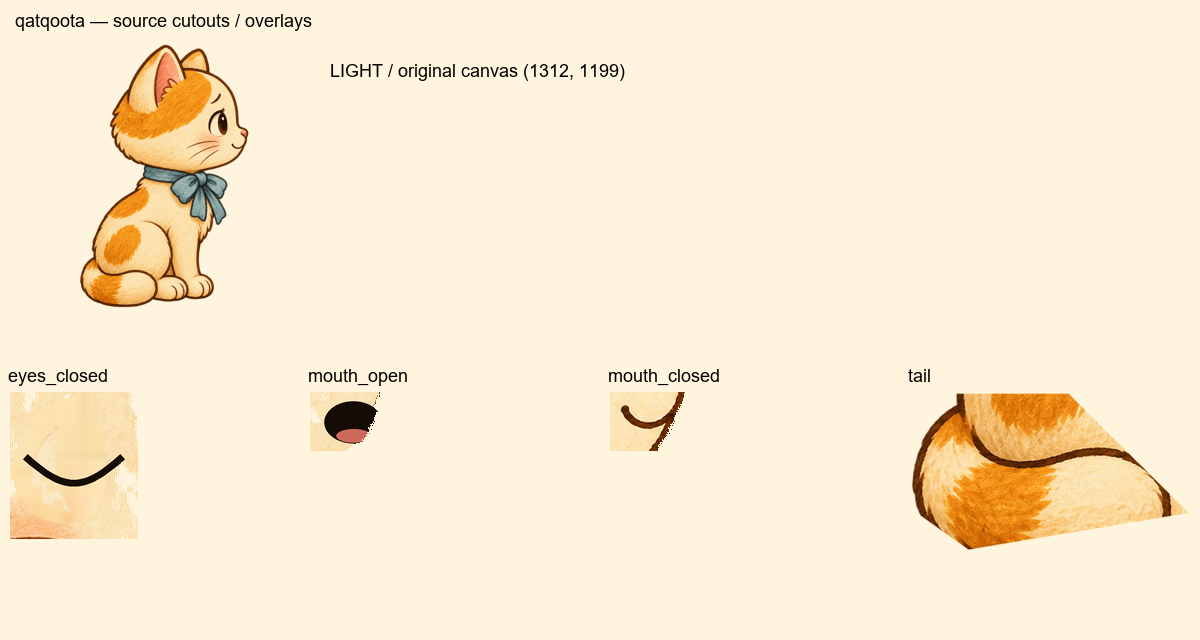 qatqoota — source cutouts / overlays
LIGHT / original canvas (1312, 1199)
eyes_closed
mouth_open
mouth_closed
tail